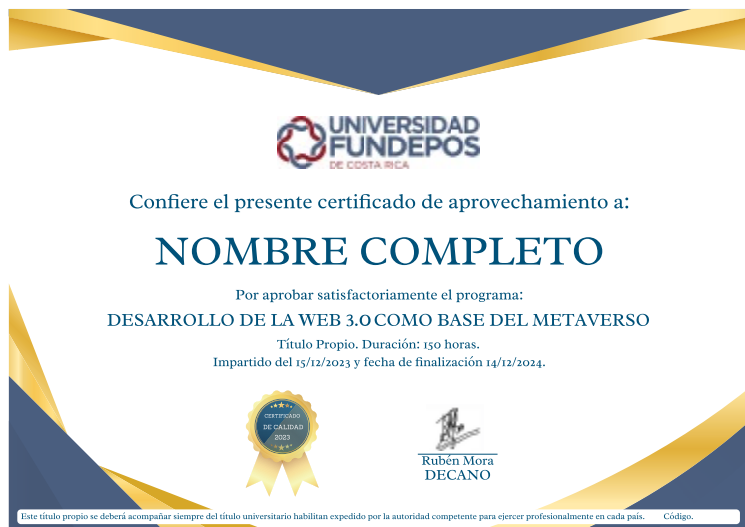 UNIVERSIDAD
FUNDEPOS
DE COSTA RICA
Confiere el presente certificado de aprovechamiento a:
NOMBRE COMPLETO
Por aprobar satisfactoriamente el programa:
DESARROLLO DE LA WEB 3.0 COMO BASE DEL METAVERSO
Título Propio. Duración: 150 horas.
Impartido del 15/12/2023 y fecha de finalización 14/12/2024.
CERTIFICADO
DE CALIDAD
2023
Rubén Mora
DECANO
Este título propio se deberá acompañar siempre del título universitario habilitan expedido por la autoridad competente para ejercer profesionalmente en cada país. Código.